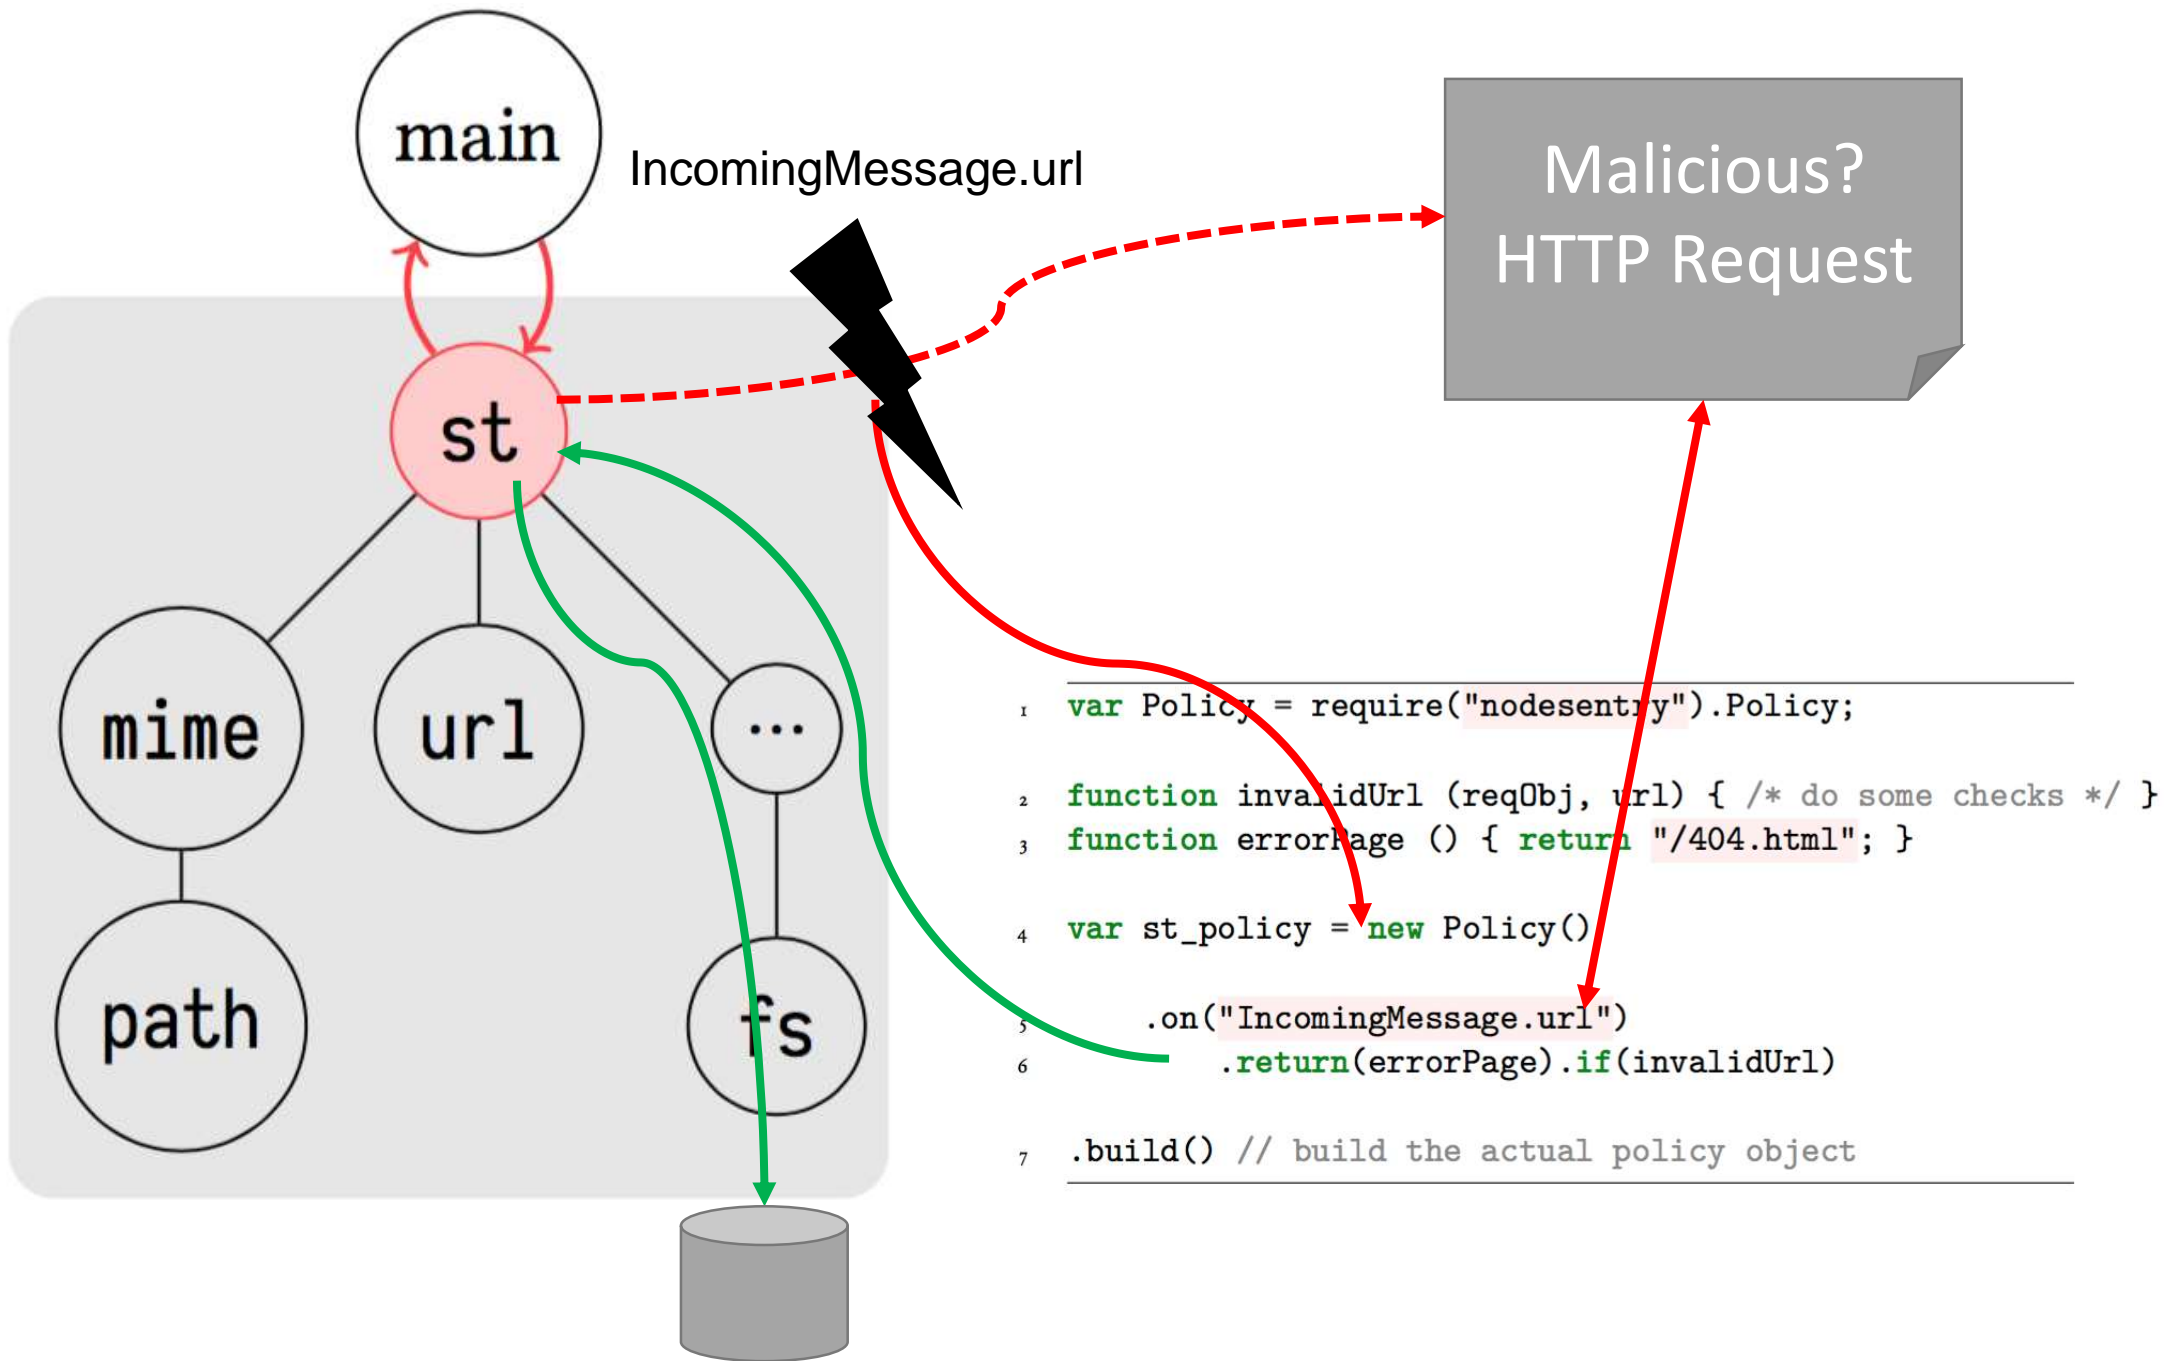 main
IncomingMessage.url
Malicious?
HTTP Request
st
mime
url
...
path
fs
1 var Policy = require("nodesentry").Policy;
2 function invalidUrl (reqObj, url) { /* do some checks */ }
3 function errorPage () { return "/404.html"; }
4 var st_policy = new Policy()
5 .on("IncomingMessage.url")
6 .return(errorPage).if(invalidUrl)
7 .build() // build the actual policy object